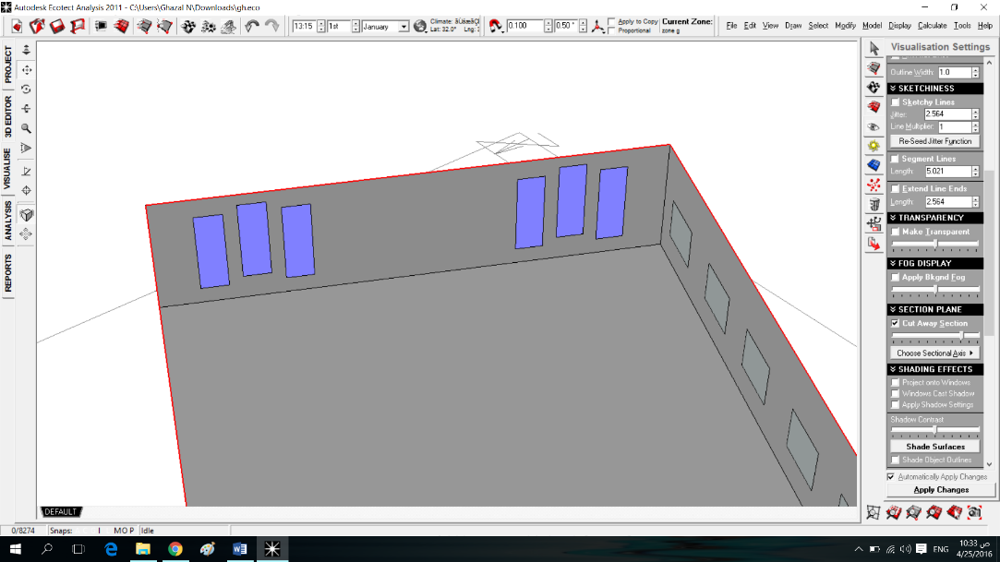 Autodesk Ecotect Analysis 2011 - C:\Users\Ghazal N\Downloads\gh.eco
13:15 1st January
Climate: âÙiæãÇÌ
Lat: 32.0° Lng: :
0.100 0.50 °
Apply to Copy
Proportional
Current Zone:
zone g
File Edit View Draw Select Modify Model Display Calculate Tools Help
PROJECT
3D EDITOR
VISUALISE
ANALYSIS
REPORTS
Visualisation Settings
Outline Width: 1.0
SKETCHINESS
Sketchy Lines
Jitter: 2.564
Line Multiplier: 1
Re-Seed Jitter Function
Segment Lines
Length: 5.021
Extend Line Ends
Length: 2.564
TRANSPARENCY
Make Transparent
FOG DISPLAY
Apply Bkgnd Fog
SECTION PLANE
Cut Away Section
Choose Sectional Axis
SHADING EFFECTS
Project onto Windows
Windows Cast Shadow
Apply Shadow Settings
Shadow Contrast
Shade Surfaces
Shade Object Outlines
Automatically Apply Changes
Apply Changes
DEFAULT
0/8274 Snaps: I MO P Idle
ENG
10:33 ص
4/25/2016